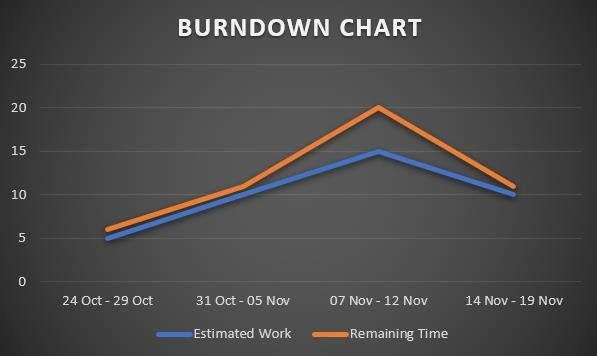 BURNDOWN CHART
25
20
15
10
5
0
24 Oct - 29 Oct 31 Oct - 05 Nov 07 Nov - 12 Nov 14 Nov - 19 Nov
Estimated Work Remaining Time